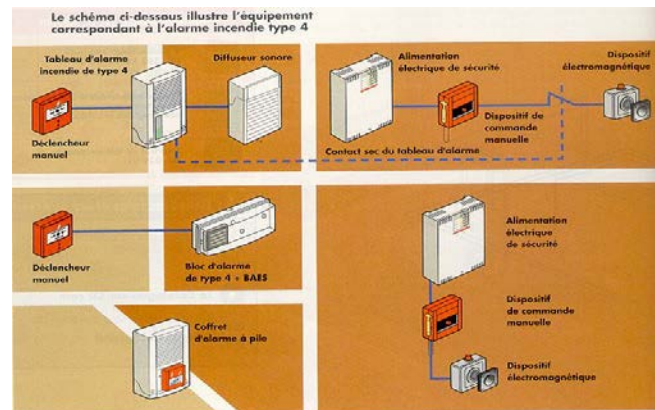 Le schéma ci-dessous illustre l'équipement
correspondant à l'alarme incendie type 4
Tableau d'alarme
incendie de type 4
Diffuseur sonore
Déclencheur
manuel
Alimentation
électrique de sécurité
Dispositif
électromagnétique
Dispositif de
commande
manuelle
Contact sec du tableau d'alarme
Déclencheur
manuel
Bloc d'alarme
de type 4 + BAES
Coffret
d'alarme à pile
Alimentation
électrique
de sécurité
Dispositif
de commande
manuelle
Dispositif
électromagnétique